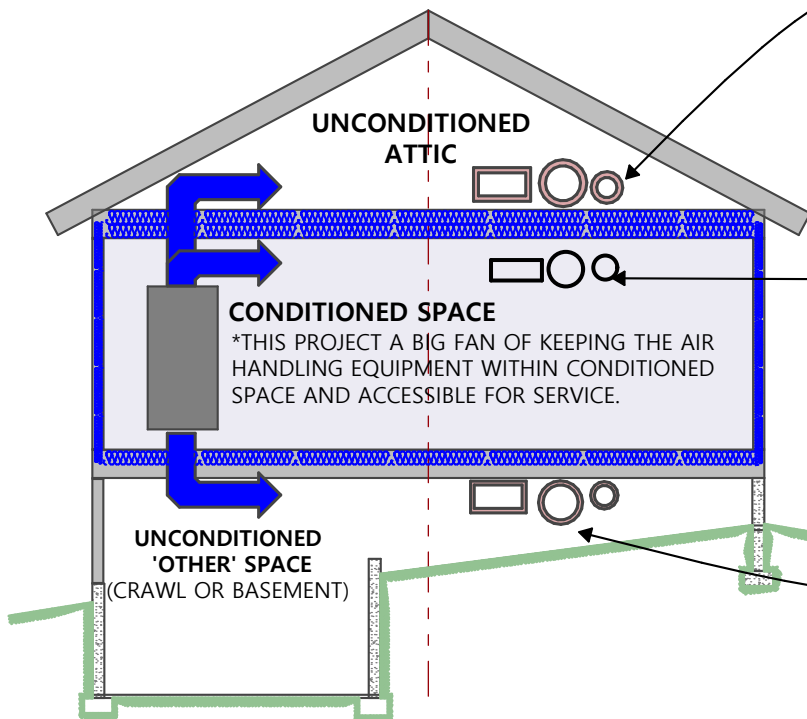 UNCONDITIONED
ATTIC
CONDITIONED SPACE
*THIS PROJECT A BIG FAN OF KEEPING THE AIR
HANDLING EQUIPMENT WITHIN CONDITIONED
SPACE AND ACCESSIBLE FOR SERVICE.
UNCONDITIONED
'OTHER' SPACE
(CRAWL OR BASEMENT)